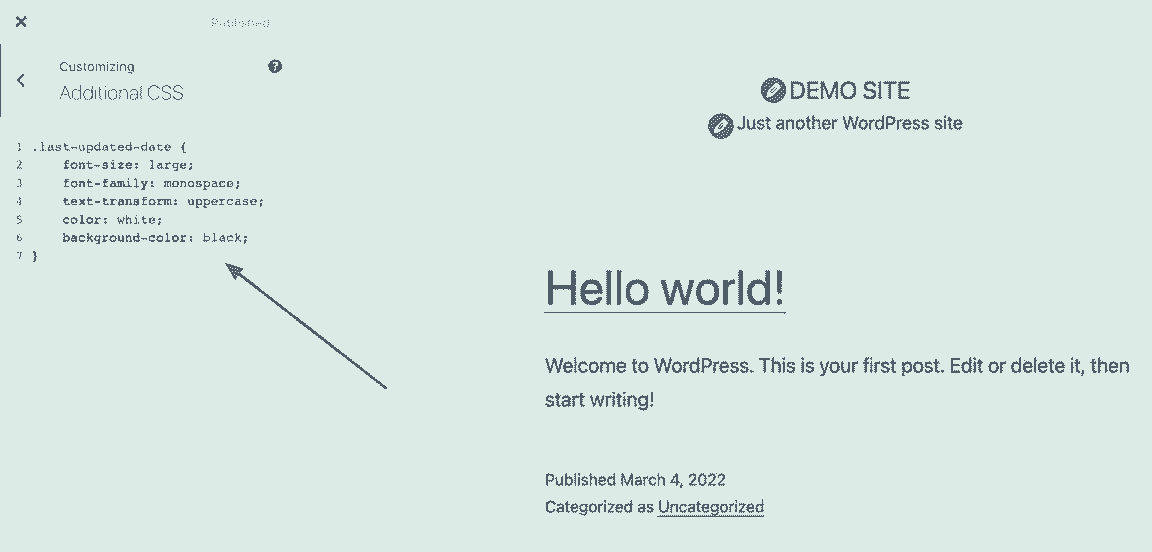 Published
Customizing
Additional CSS
1 .last-updated-date {
2 font-size: large;
3 font-family: monospace;
4 text-transform: uppercase;
5 color: white;
6 background-color: black;
7 }
DEMO SITE
Just another WordPress site
Hello world!
Welcome to WordPress. This is your first post. Edit or delete it, then
start writing!
Published March 4, 2022
Categorized as Uncategorized